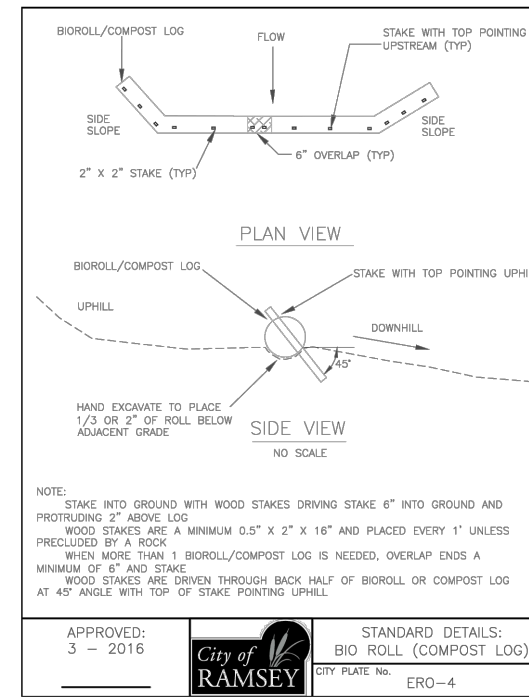 BIOROLL/COMPOST LOG
FLOW
STAKE WITH TOP POINTING
UPSTREAM (TYP)
SIDE
SLOPE
SIDE
SLOPE
6" OVERLAP (TYP)
2" X 2" STAKE (TYP)
PLAN VIEW
BIOROLL/COMPOST LOG
STAKE WITH TOP POINTING UPHI
UPHILL
DOWNHILL
45°
HAND EXCAVATE TO PLACE
1/3 OR 2" OF ROLL BELOW
ADJACENT GRADE
SIDE VIEW
NO SCALE
NOTE:
STAKE INTO GROUND WITH WOOD STAKES DRIVING STAKE 6" INTO GROUND AND
PROTRUDING 2" ABOVE LOG
WOOD STAKES ARE A MINIMUM 0.5" X 2" X 16" AND PLACED EVERY 1' UNLESS
PRECLUDED BY A ROCK
WHEN MORE THAN 1 BIOROLL/COMPOST LOG IS NEEDED, OVERLAP ENDS A
MINIMUM OF 6" AND STAKE
WOOD STAKES ARE DRIVEN THROUGH BACK HALF OF BIOROLL OR COMPOST LOG
AT 45° ANGLE WITH TOP OF STAKE POINTING UPHILL
APPROVED:
3 - 2016
City of
RAMSEY
STANDARD DETAILS:
BIO ROLL (COMPOST LOG)
CITY PLATE No.
ERO-4